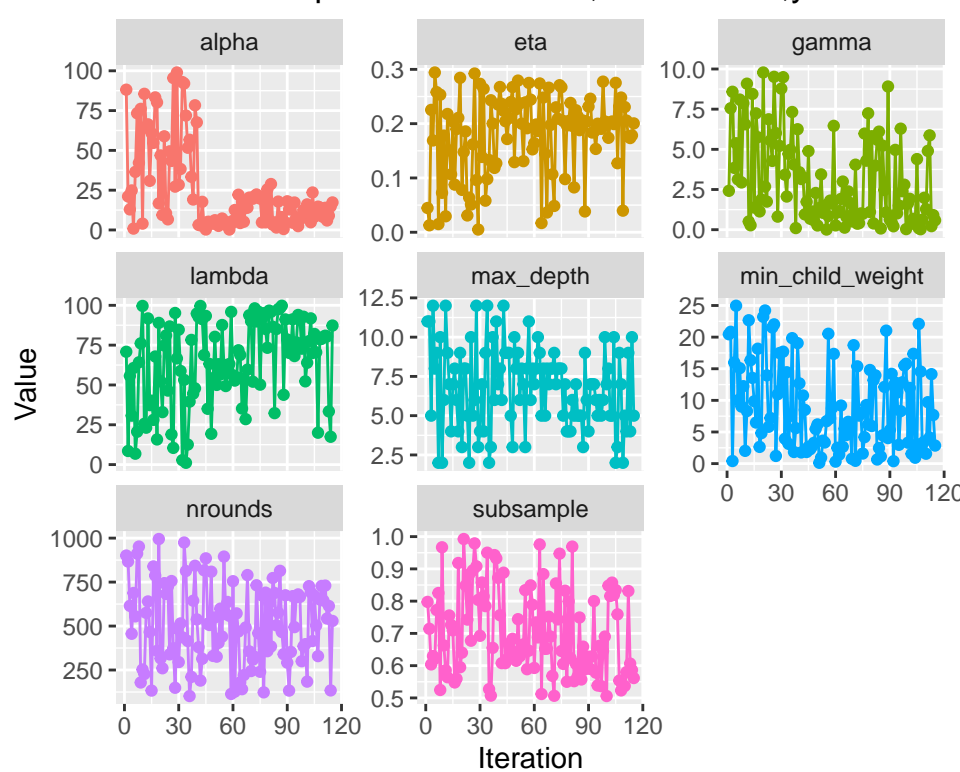 alpha eta gamma
100 75 50 25 0
0.3 0.2 0.1 0.0
10.0 7.5 5.0 2.5 0.0
lambda max_depth min_child_weight
100 75 50 25 0
12.5 10.0 7.5 5.0 2.5
25 20 15 10 5 0
0 30 60 90 120
nrounds subsample
1000 750 500 250
1.0 0.9 0.8 0.7 0.6 0.5
0 30 60 90 120
0 30 60 90 120
Value
Iteration